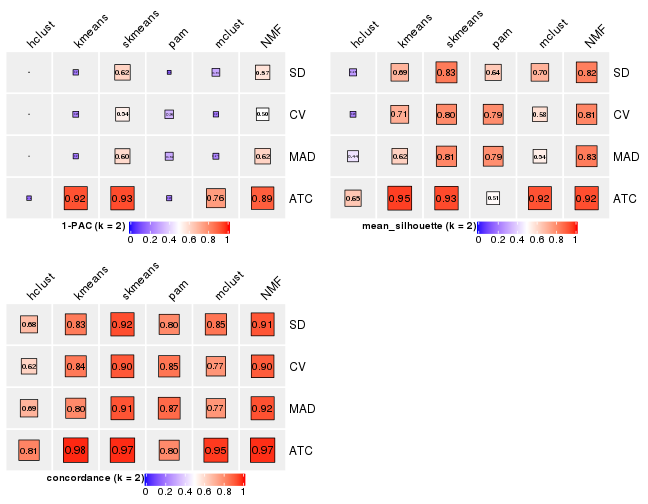 hclust kmeans skmeans pam mclust NMF
0.62 0.57 SD
0.54 0.50 CV
0.60 0.62 MAD
0.92 0.93 0.76 0.89 ATC
1-PAC (k = 2)
0 0.2 0.4 0.6 0.8 1
hclust kmeans skmeans pam mclust NMF
0.69 0.83 0.64 0.70 0.82 SD
0.71 0.80 0.79 0.58 0.81 CV
0.44 0.62 0.81 0.79 0.54 0.83 MAD
0.65 0.95 0.93 0.51 0.92 0.92 ATC
mean_silhouette (k = 2)
0 0.2 0.4 0.6 0.8 1
hclust kmeans skmeans pam mclust NMF
0.68 0.83 0.92 0.80 0.85 0.91 SD
0.62 0.84 0.90 0.85 0.77 0.90 CV
0.69 0.80 0.91 0.87 0.77 0.92 MAD
0.81 0.98 0.97 0.80 0.95 0.97 ATC
concordance (k = 2)
0 0.2 0.4 0.6 0.8 1